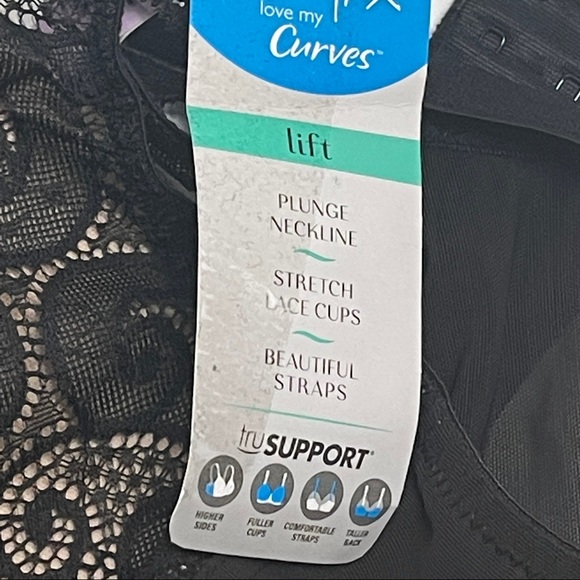 love my
Curves™
lift
PLUNGE
NECKLINE
STRETCH
LACE CUPS
BEAUTIFUL
STRAPS
truSUPPORT®
HIGHER
SIDES
FULLER
CUPS
COMFORTABLE
STRAPS
TALLER
BACK